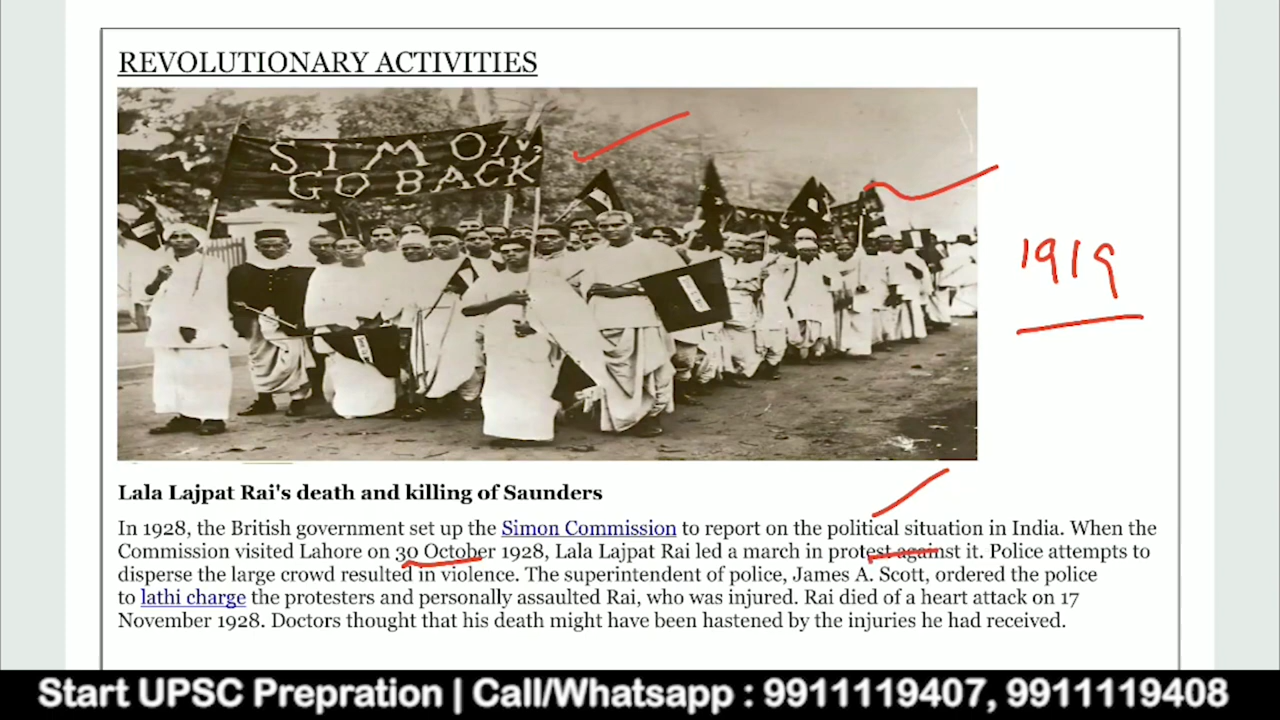 REVOLUTIONARY ACTIVITIES
SIMON,
GO BACK
1919
Lala Lajpat Rai's death and killing of Saunders
In 1928, the British government set up the Simon Commission to report on the political situation in India. When the
Commission visited Lahore on 30 October 1928, Lala Lajpat Rai led a march in protest against it. Police attempts to
disperse the large crowd resulted in violence. The superintendent of police, James A. Scott, ordered the police
to lathi charge the protesters and personally assaulted Rai, who was injured. Rai died of a heart attack on 17
November 1928. Doctors thought that his death might have been hastened by the injuries he had received.
Start UPSC Prepration | Call/Whatsapp : 9911119407, 9911119408